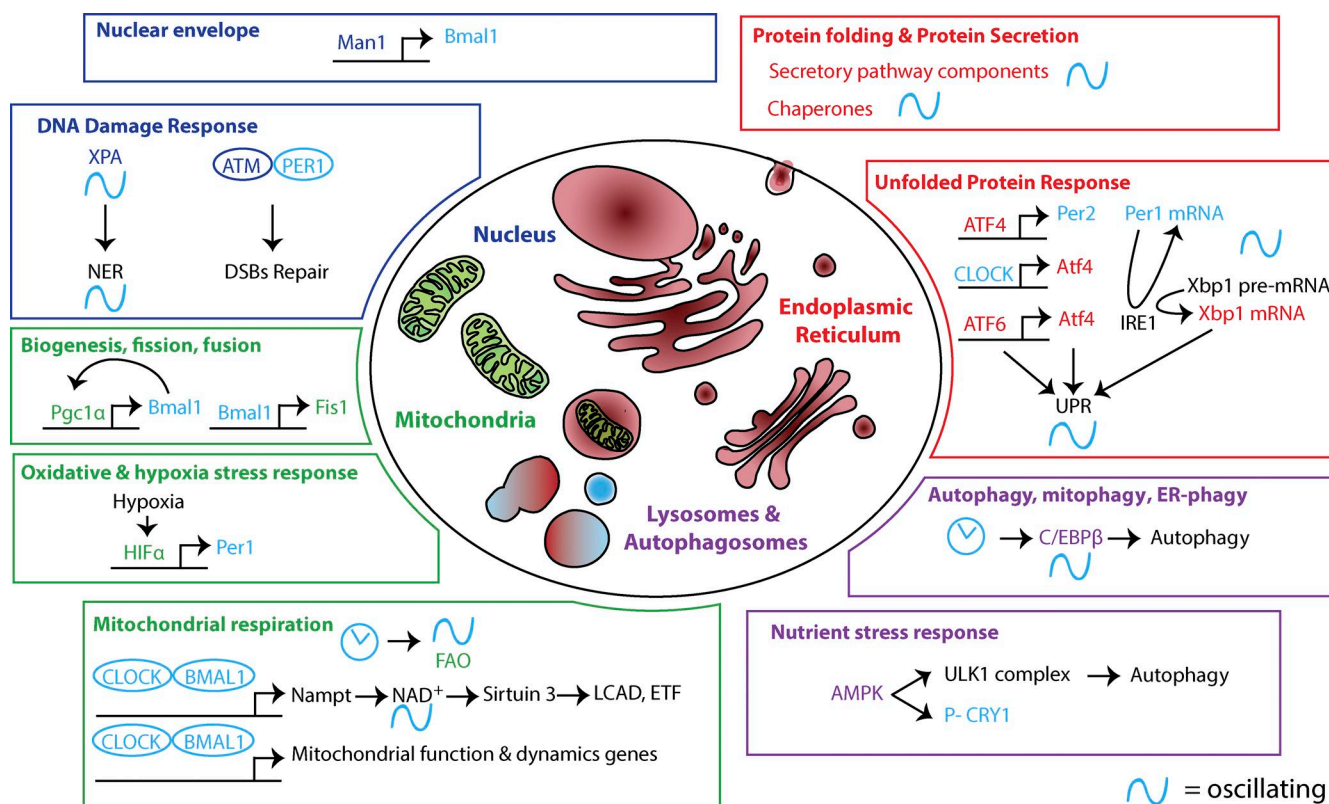 Nuclear envelope
Man1 Bmal1
DNA Damage Response
XPA
ATM PER1
NER
DSBs Repair
Biogenesis, fission, fusion
Pgc1α Bmal1
Bmal1 Fis1
Oxidative & hypoxia stress response
Hypoxia
HIFα Per1
Mitochondrial respiration
FAO
CLOCK BMAL1
Nampt NAD⁺ Sirtuin 3 LCAD, ETF
CLOCK BMAL1
Mitochondrial function & dynamics genes
Nucleus
Endoplasmic
Reticulum
Mitochondria
Lysosomes &
Autophagosomes
Protein folding & Protein Secretion
Secretory pathway components
Chaperones
Unfolded Protein Response
ATF4 Per2
CLOCK Atf4
ATF6 Atf4
Per1 mRNA
Xbp1 pre-mRNA
IRE1
Xbp1 mRNA
UPR
Autophagy, mitophagy, ER-phagy
C/EBPβ Autophagy
Nutrient stress response
AMPK
ULK1 complex Autophagy
P- CRY1
= oscillating